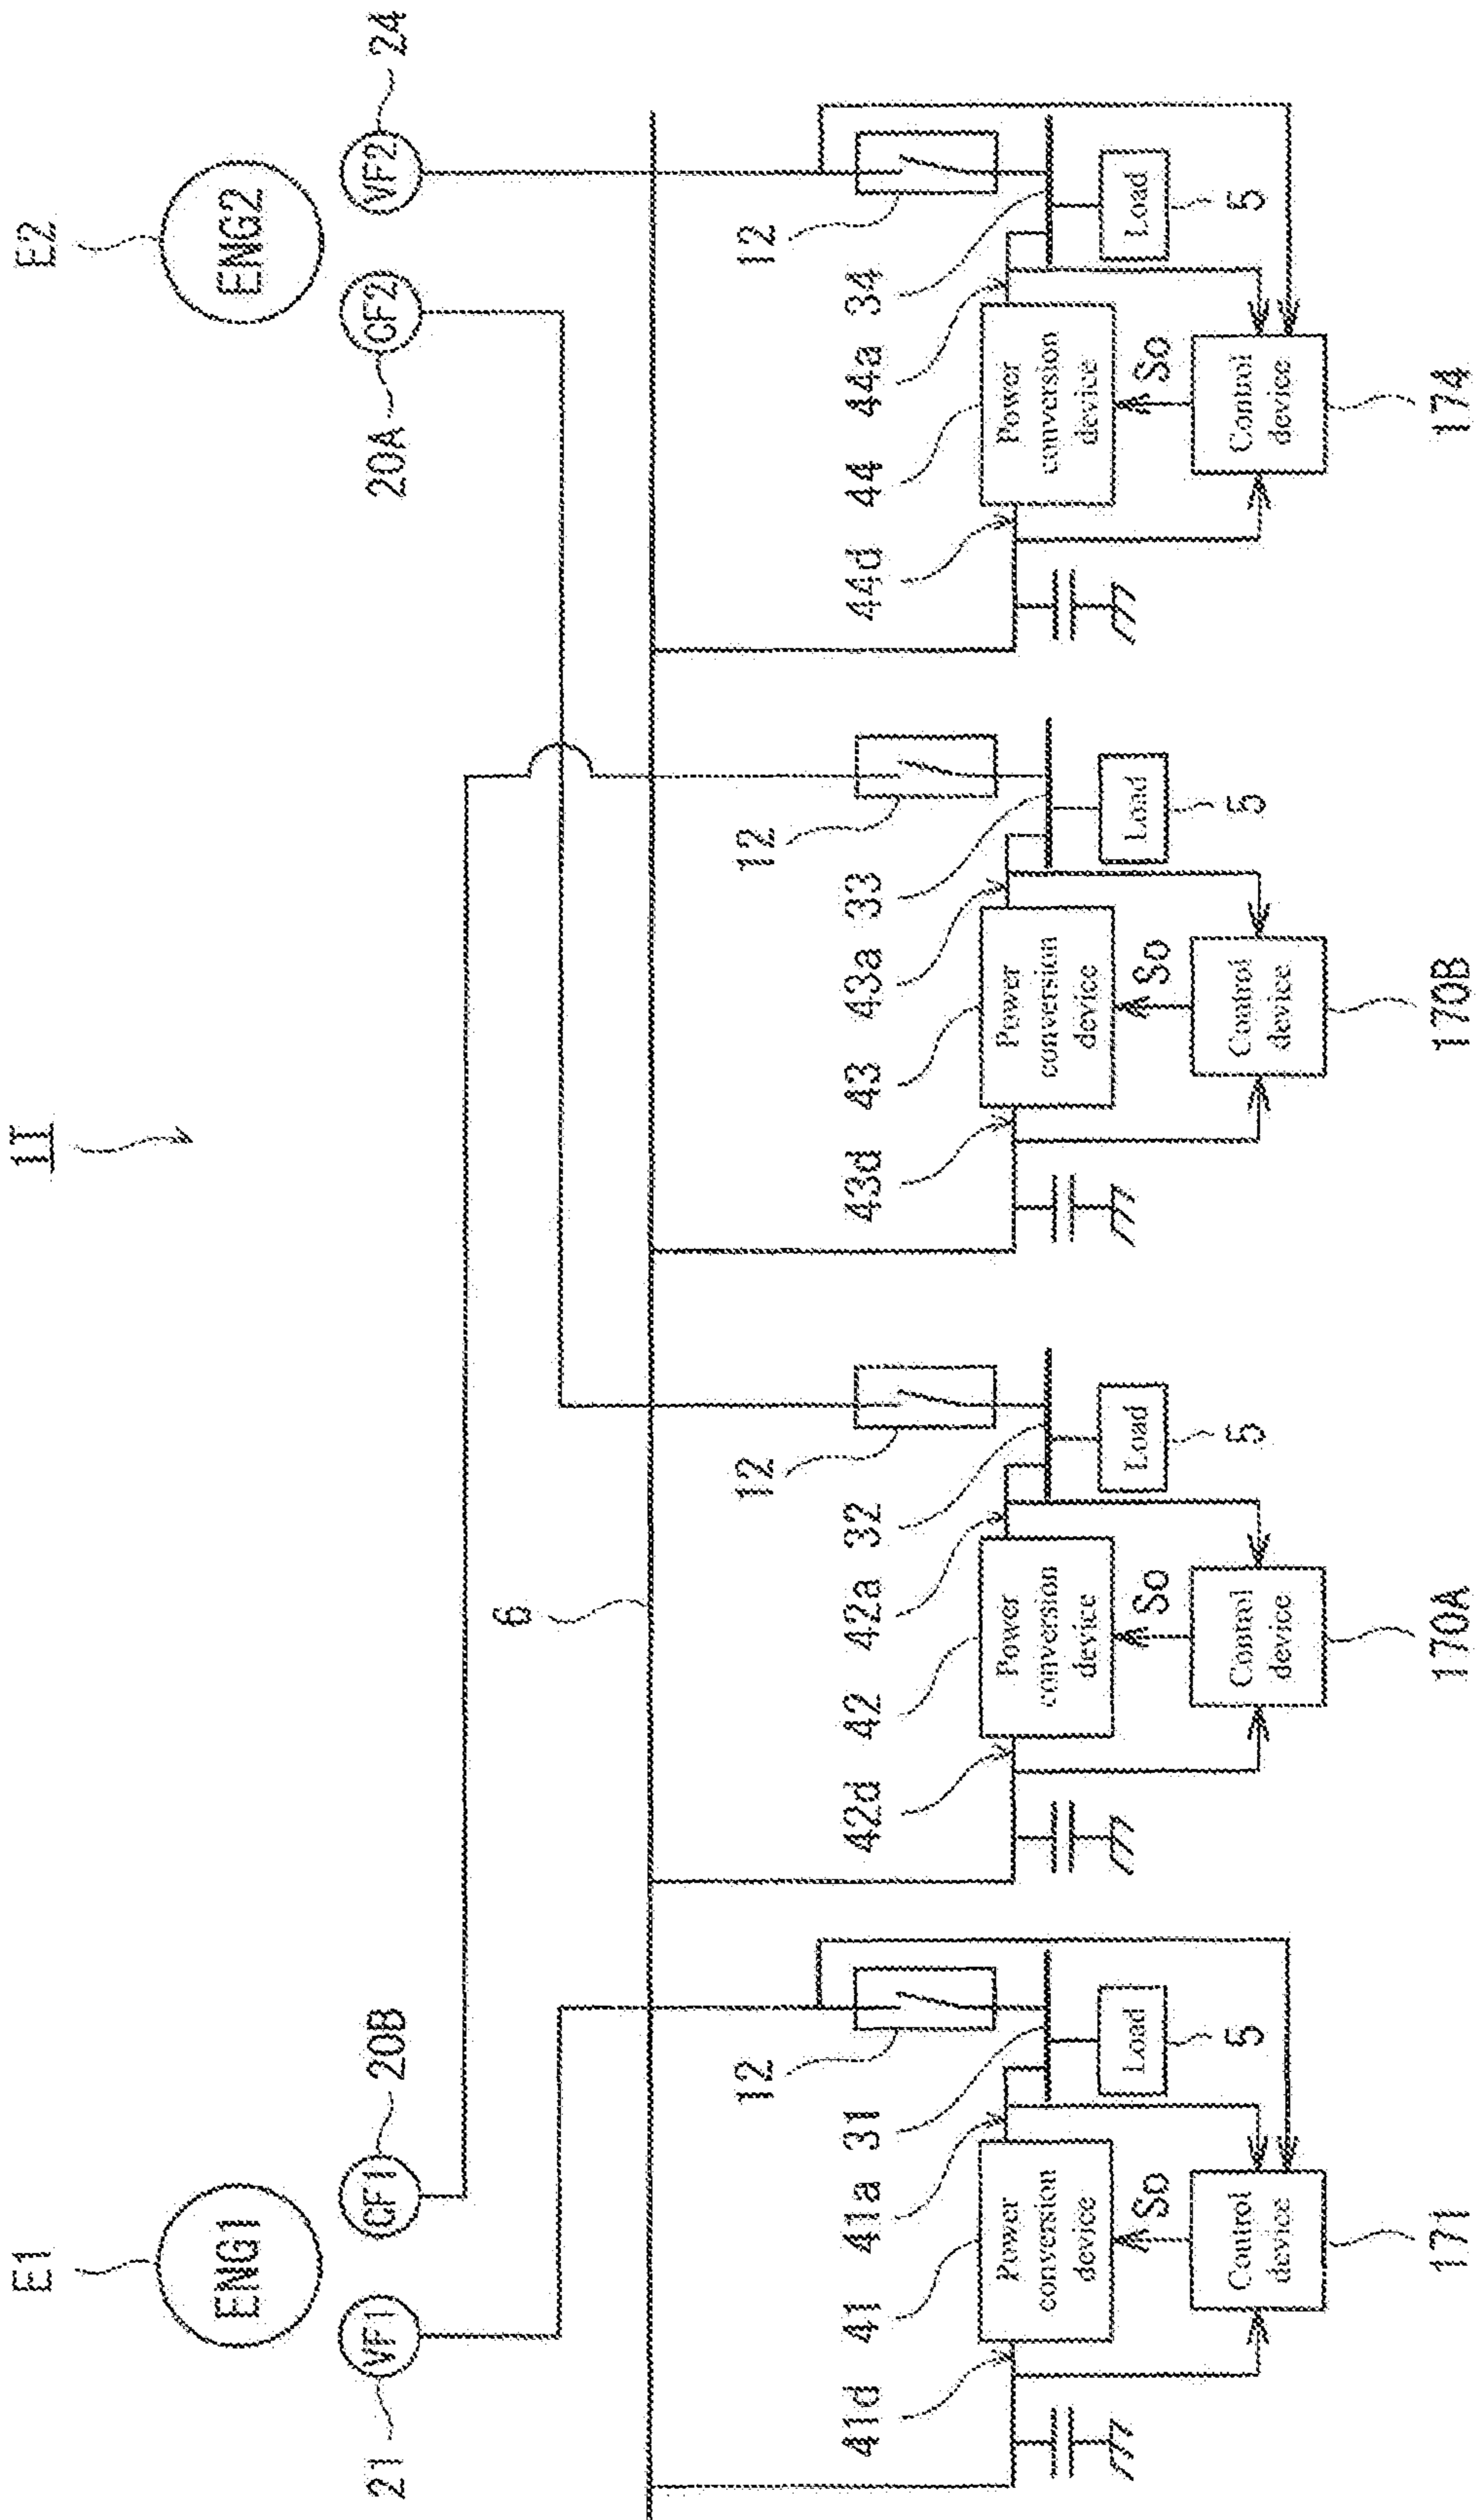 1I
E1
ENG1
E2
ENG2
21
VF1
CF1
20B
20A
CF2
VF2
24
6
12
12
12
12
41d
41
41a
31
42d
42
42a
32
43d
43
43a
33
44d
44
44a
34
Power
conversion
device
Load
5
Power
conversion
device
Load
5
Power
conversion
device
Load
5
Power
conversion
device
Load
5
So
So
So
So
Control
device
Control
device
Control
device
Control
device
171
170A
170B
174